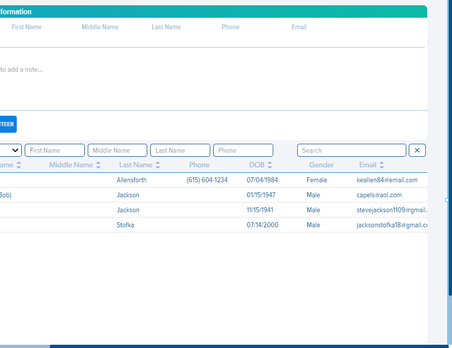 formation
First Name Middle Name Last Name Phone Email
to add a note...
TEER
First Name Middle Name Last Name Phone Search ✕
ame Middle Name Last Name Phone DOB Gender Email
Allensforth (615) 604-1234 07/04/1984 Female keallen84@email.com
Bob) Jackson 01/15/1947 Male capels@aol.com
Jackson 11/15/1941 Male stevejackson1109@gmail.
Stofka 07/14/2000 Male jacksonstofka18@gmail.c